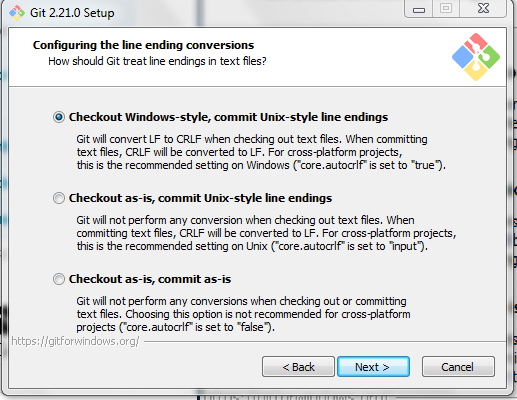 Git 2.21.0 Setup
Configuring the line ending conversions
How should Git treat line endings in text files?
Checkout Windows-style, commit Unix-style line endings
Git will convert LF to CRLF when checking out text files. When committing
text files, CRLF will be converted to LF. For cross-platform projects,
this is the recommended setting on Windows ("core.autocrlf" is set to "true").
Checkout as-is, commit Unix-style line endings
Git will not perform any conversion when checking out text files. When
committing text files, CRLF will be converted to LF. For cross-platform projects,
this is the recommended setting on Unix ("core.autocrlf" is set to "input").
Checkout as-is, commit as-is
Git will not perform any conversions when checking out or committing
text files. Choosing this option is not recommended for cross-platform
projects ("core.autocrlf" is set to "false").
https://gitforwindows.org/
< Back
Next >
Cancel